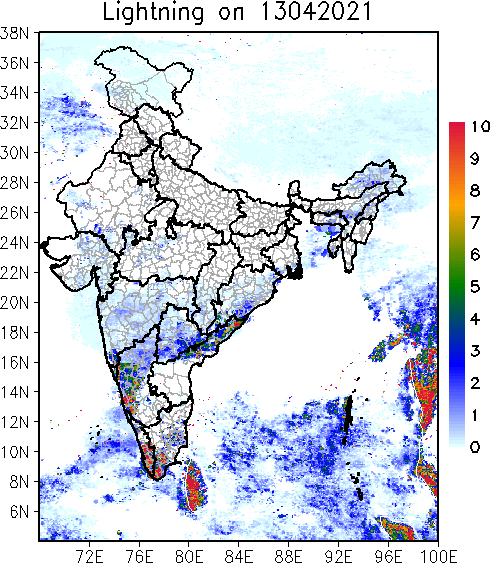 Lightning on 13042021
38N
36N
34N
32N
30N
28N
26N
24N
22N
20N
18N
16N
14N
12N
10N
8N
6N
72E 76E 80E 84E 88E 92E 96E 100E
10
9
8
7
6
5
4
3
2
1
0